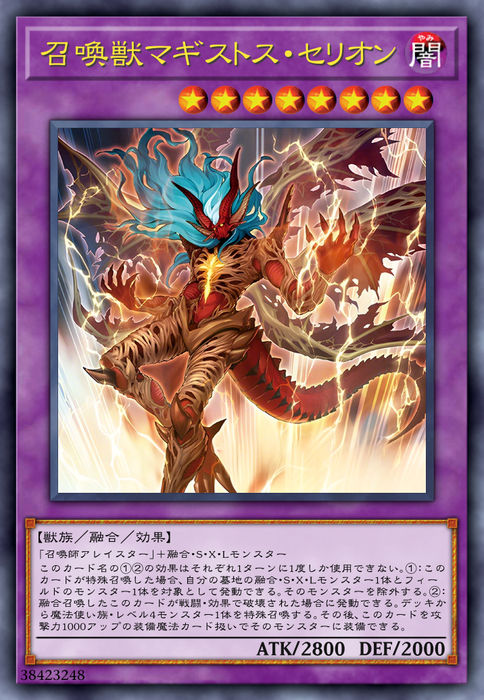 召喚獣マギストス・セリオン
やみ
闇
【獣族／融合／効果】
「召喚師アレイスター」＋融合・S・X・Lモンスター
このカード名の①②の効果はそれぞれ1ターンに1度しか使用できない。①：この
カードが特殊召喚した場合、自分の墓地の融合・S・X・Lモンスター1体とフィー
ルドのモンスター1体を対象として発動できる。そのモンスターを除外する。②：
融合召喚したこのカードが戦闘・効果で破壊された場合に発動できる。デッキか
ら魔法使い族・レベル4モンスター1体を特殊召喚する。その後、このカードを攻
撃力1000アップの装備魔法カード扱いでそのモンスターに装備できる。
ATK/2800 DEF/2000
38423248